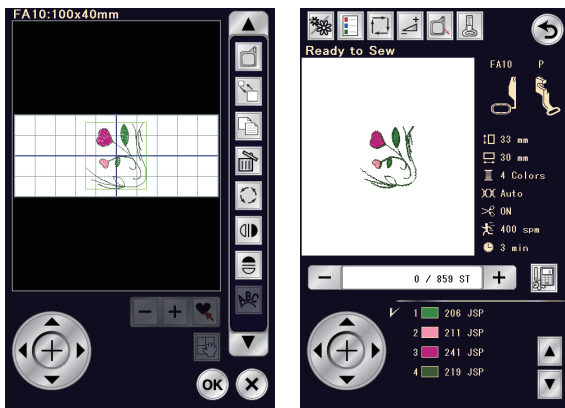 FA10:100x40mm
ABC
OK
Ready to Sew
FA10 P
33 mm
30 mm
4 Colors
Auto
ON
400 spm
3 min
0 / 859 ST
1 206 JSP
2 211 JSP
3 241 JSP
4 219 JSP